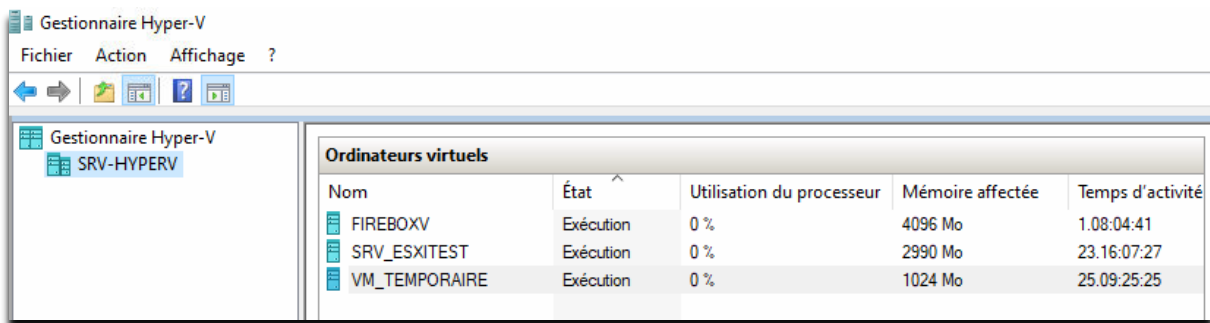 Gestionnaire Hyper-V
Fichier Action Affichage ?
Gestionnaire Hyper-V
SRV-HYPERV
Ordinateurs virtuels
Nom État Utilisation du processeur Mémoire affectée Temps d'activité
FIREBOXV Exécution 0 % 4096 Mo 1.08:04:41
SRV_ESXITEST Exécution 0 % 2990 Mo 23.16:07:27
VM_TEMPORAIRE Exécution 0 % 1024 Mo 25.09:25:25